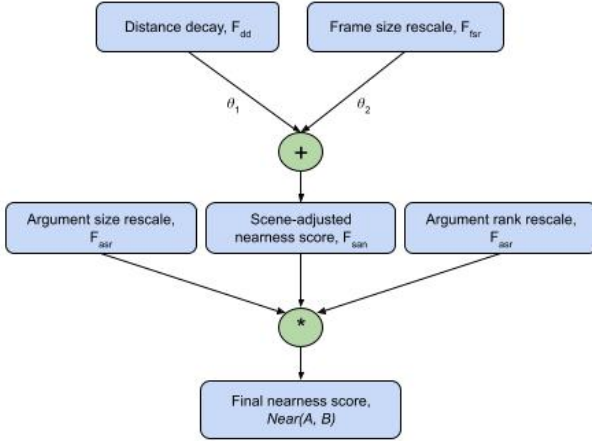 Distance decay, F_dd
Frame size rescale, F_fsr
θ_1
θ_2
+
Argument size rescale,
F_asr
Scene-adjusted
nearness score, F_san
Argument rank rescale,
F_asr
*
Final nearness score,
Near(A, B)